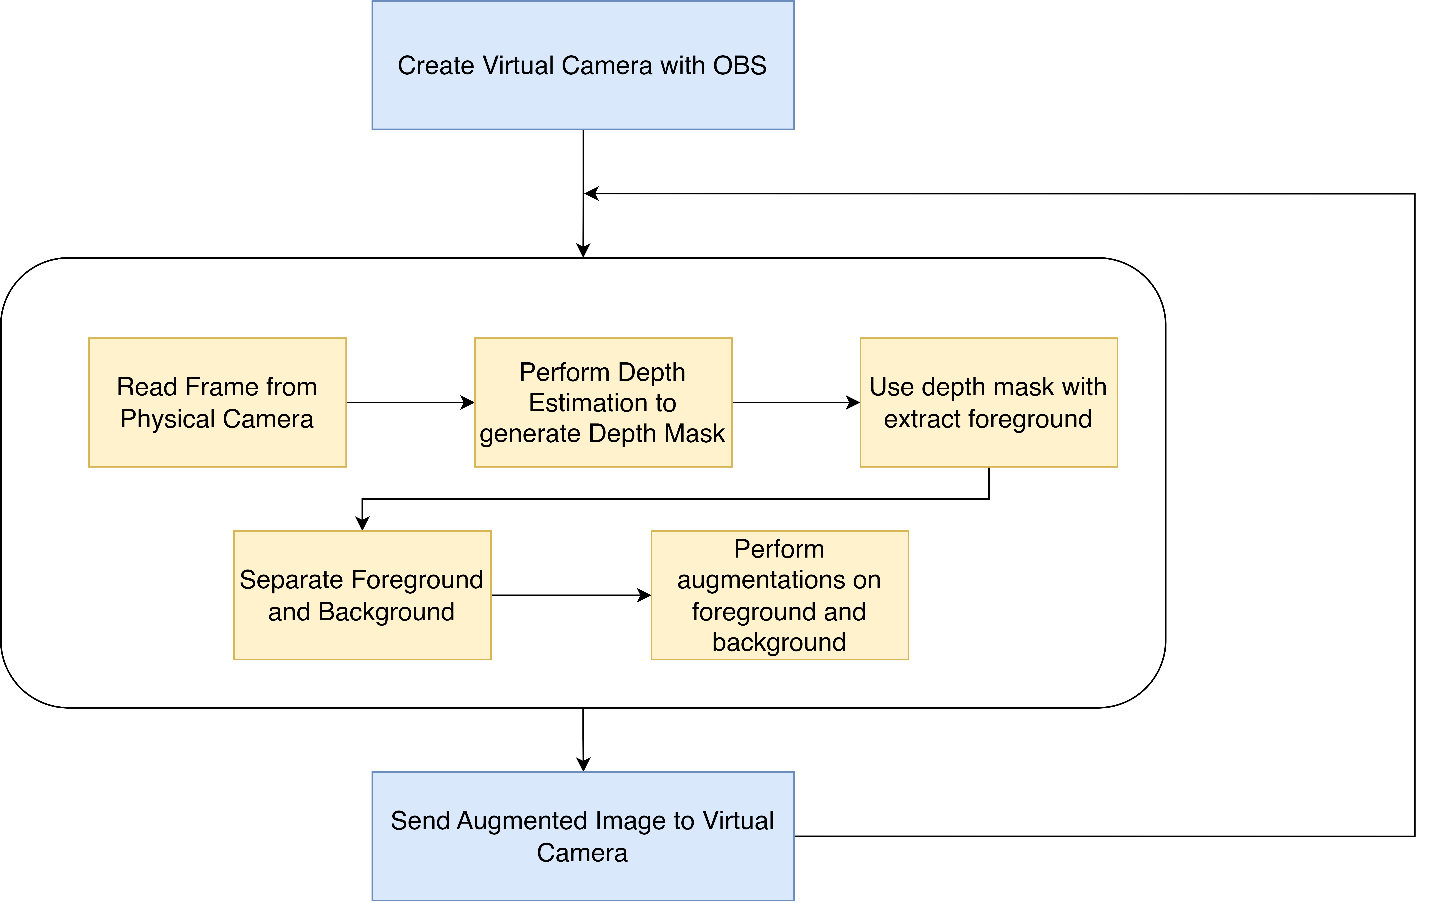 Create Virtual Camera with OBS
Read Frame from
Physical Camera
Perform Depth
Estimation to
generate Depth Mask
Use depth mask with
extract foreground
Separate Foreground
and Background
Perform
augmentations on
foreground and
background
Send Augmented Image to Virtual
Camera